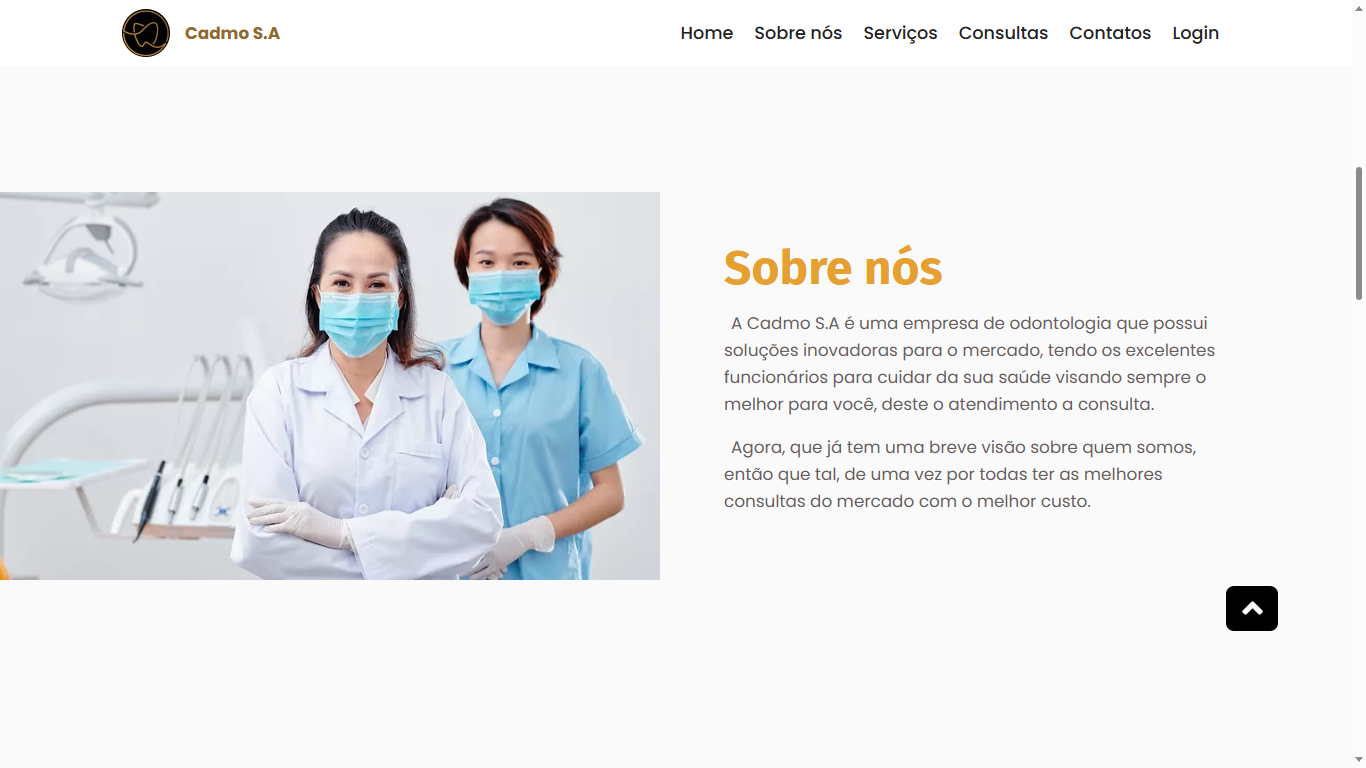 Cadmo S.A
Home Sobre nós Serviços Consultas Contatos Login
Sobre nós
A Cadmo S.A é uma empresa de odontologia que possui
soluções inovadoras para o mercado, tendo os excelentes
funcionários para cuidar da sua saúde visando sempre o
melhor para você, deste o atendimento a consulta.
Agora, que já tem uma breve visão sobre quem somos,
então que tal, de uma vez por todas ter as melhores
consultas do mercado com o melhor custo.